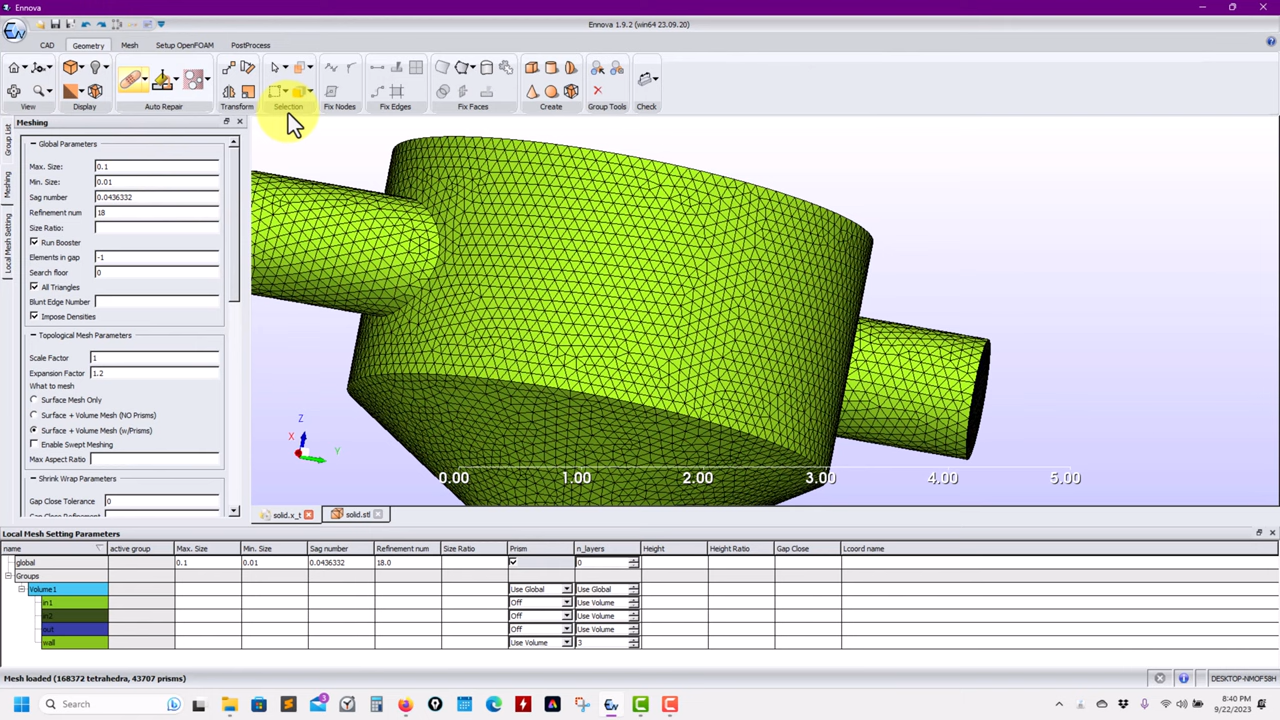 Ennova
Ennova 1.9.2 (win64 23.09.20)
CAD
Geometry
Mesh
Setup OpenFOAM
PostProcess
View
Display
Auto Repair
Transform
Selection
Fix Nodes
Fix Edges
Fix Faces
Create
Group Tools
Check
Group List
Meshing
Local Mesh Setting
Meshing
Global Parameters
Max. Size: 0.1
Min. Size: 0.01
Sag number 0.0436332
Refinement num 18
Size Ratio:
Run Booster
Elements in gap -1
Search floor 0
All Triangles
Blunt Edge Number
Impose Densities
Topological Mesh Parameters
Scale Factor 1
Expansion Factor 1.2
What to mesh
Surface Mesh Only
Surface + Volume Mesh (NO Prisms)
Surface + Volume Mesh (w/Prisms)
Enable Swept Meshing
Max Aspect Ratio
Shrink Wrap Parameters
Gap Close Tolerance 0
Z
X
Y
0.00 1.00 2.00 3.00 4.00 5.00
solid.x_t
solid.stl
Local Mesh Setting Parameters
name active group Max. Size Min. Size Sag number Refinement num Size Ratio Prism n_layers Height Height Ratio Gap Close Lcoord name
global 0.1 0.01 0.0436332 18.0 0
Groups
Volume1 Use Global Use Global
in1 Off Use Volume
in2 Off Use Volume
out Off Use Volume
wall Use Volume 3
Mesh loaded (168372 tetrahedra, 43707 prisms)
DESKTOP-NMOF58H
Search
3
8:40 PM
9/22/2023